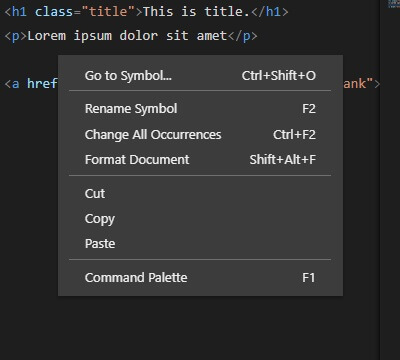 <h1 class="title">This is title.</h1>
<p>Lorem ipsum dolor sit amet</p>
<a href ank">
Go to Symbol... Ctrl+Shift+O
Rename Symbol F2
Change All Occurrences Ctrl+F2
Format Document Shift+Alt+F
Cut
Copy
Paste
Command Palette F1